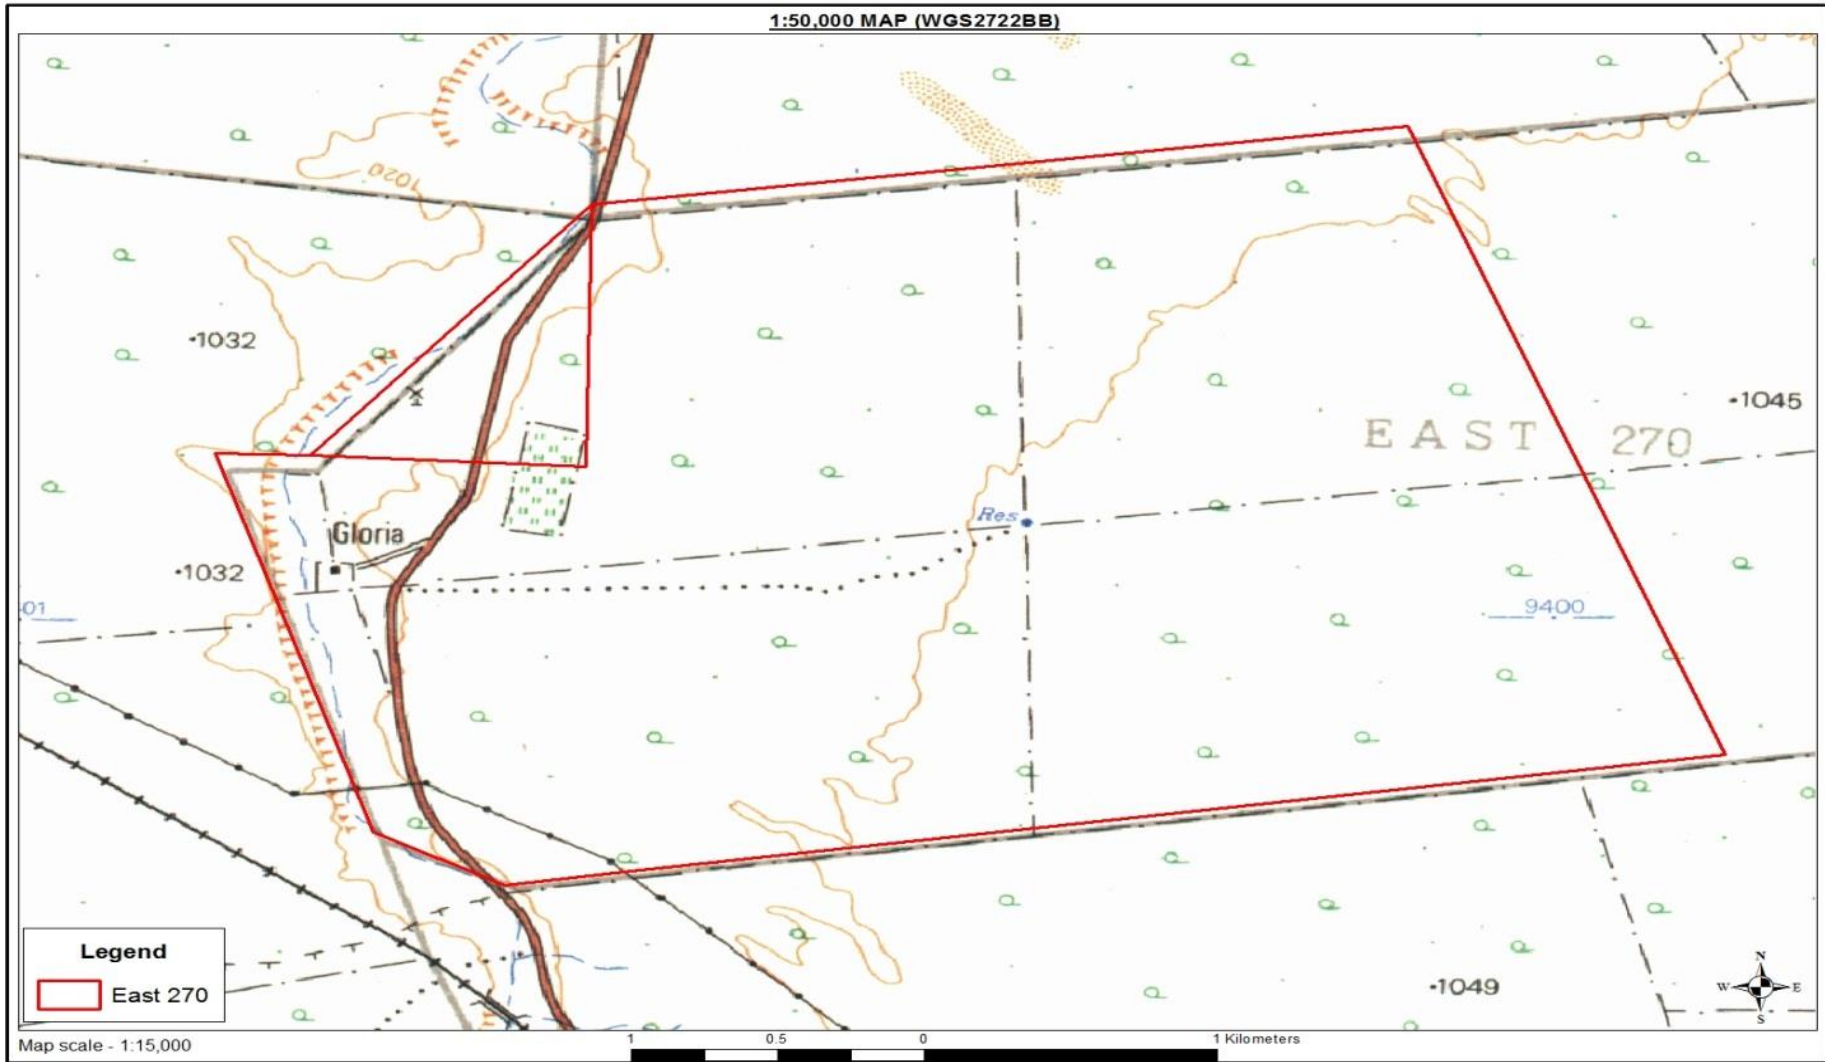 1:50,000 MAP (WGS2722BB)
1020
1032
1045
EAST 270
Res
Gloria
1032
01
9400
1049
Legend
East 270
N
W E
S
Map scale - 1:15,000
1 0.5 0 1 Kilometers